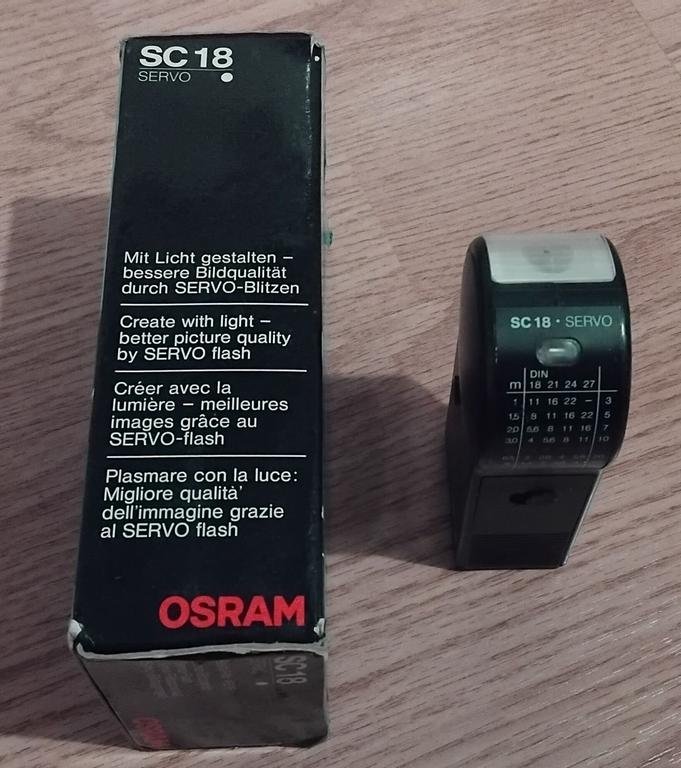 SC 18
SERVO
Mit Licht gestalten –
bessere Bildqualität
durch SERVO-Blitzen
Create with light –
better picture quality
by SERVO flash
Créer avec la
lumière – meilleures
images grâce au
SERVO-flash
Plasmare con la luce:
Migliore qualità'
dell'immagine grazie
al SERVO flash
OSRAM
SC18
SC 18 · SERVO
DIN
m 18 21 24 27
1 11 16 22 – 3
1,5 8 11 16 22 5
2,0 5,6 8 11 16 7
3,0 4 5,6 8 11 10